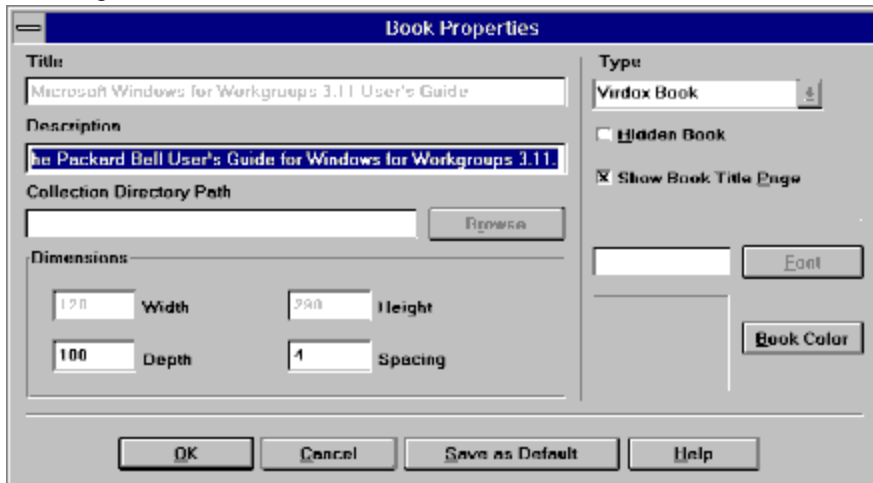 Book Properties
Title
Microsoft Windows for Workgroups 3.11 User's Guide
Description
he Packard Bell User's Guide for Windows for Workgroups 3.11.
Collection Directory Path
Browse
Dimensions
120 Width
290 Height
100 Depth
4 Spacing
Type
Virdox Book
Hidden Book
Show Book Title Page
Font
Book Color
OK Cancel Save as Default Help